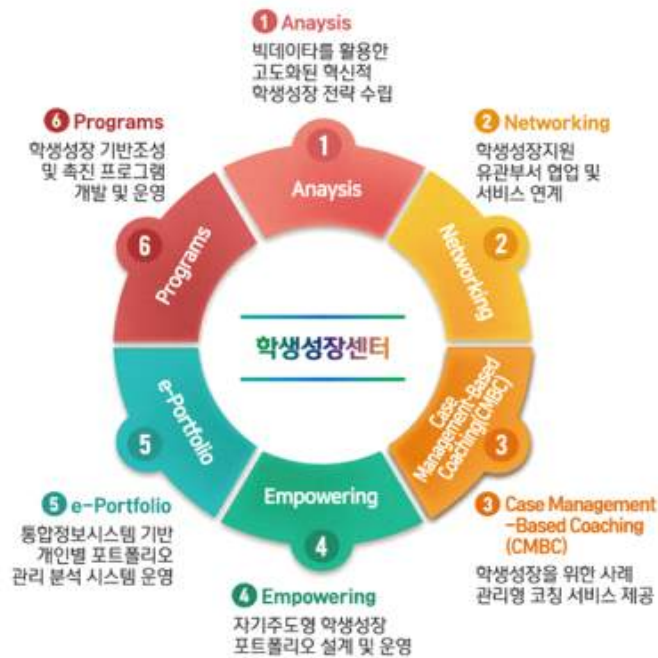 1 Anaysis
빅데이타를 활용한
고도화된 혁신적
학생성장 전략 수립
6 Programs
학생성장 기반조성
및 촉진 프로그램
개발 및 운영
2 Networking
학생성장지원
유관부서 협업 및
서비스 연계
1
Anaysis
2
Networking
3
Case
Management-Based
Coaching(CMBC)
4
Empowering
5
e-Portfolio
6
Programs
학생성장센터
5 e-Portfolio
통합정보시스템 기반
개인별 포트폴리오
관리 분석 시스템 운영
3 Case Management
-Based Coaching
(CMBC)
학생성장을 위한 사례
관리형 코칭 서비스 제공
4 Empowering
자기주도형 학생성장
포트폴리오 설계 및 운영